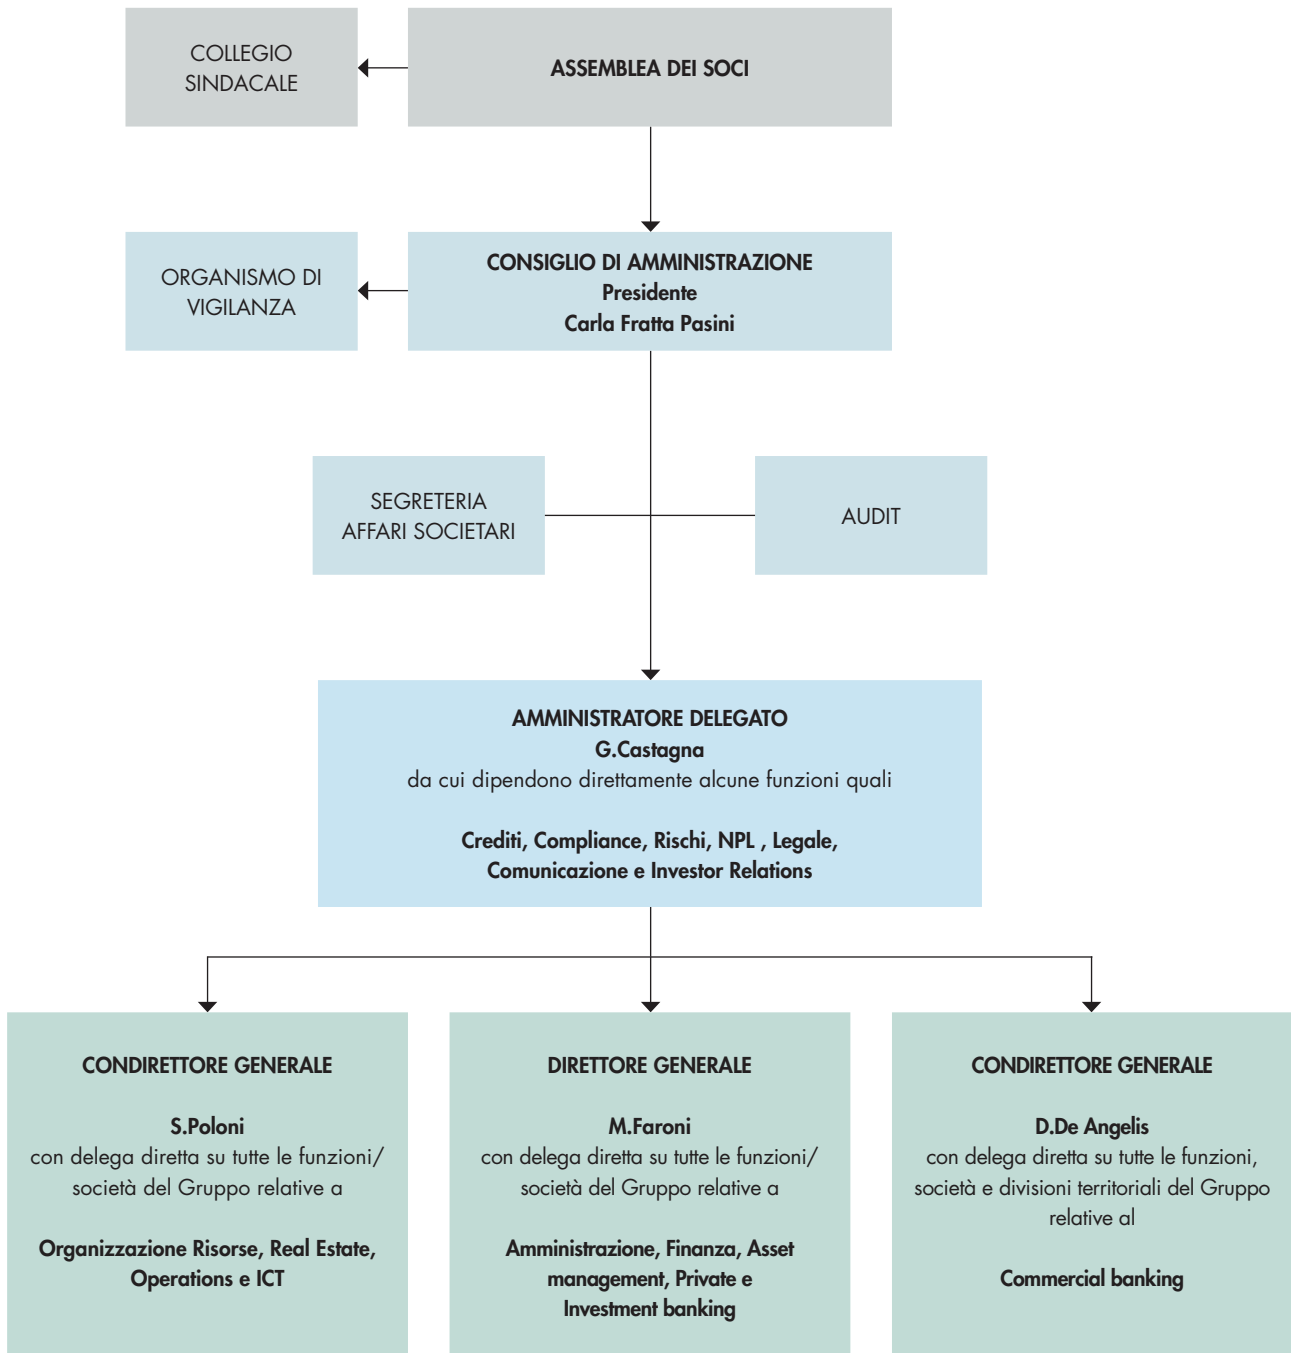 COLLEGIO
SINDACALE
ASSEMBLEA DEI SOCI
ORGANISMO DI
VIGILANZA
CONSIGLIO DI AMMINISTRAZIONE
Presidente
Carla Fratta Pasini
SEGRETERIA
AFFARI SOCIETARI
AUDIT
AMMINISTRATORE DELEGATO
G.Castagna
da cui dipendono direttamente alcune funzioni quali
Crediti, Compliance, Rischi, NPL , Legale,
Comunicazione e Investor Relations
CONDIRETTORE GENERALE
S.Poloni
con delega diretta su tutte le funzioni/
società del Gruppo relative a
Organizzazione Risorse, Real Estate,
Operations e ICT
DIRETTORE GENERALE
M.Faroni
con delega diretta su tutte le funzioni/
società del Gruppo relative a
Amministrazione, Finanza, Asset
management, Private e
Investment banking
CONDIRETTORE GENERALE
D.De Angelis
con delega diretta su tutte le funzioni,
società e divisioni territoriali del Gruppo
relative al
Commercial banking